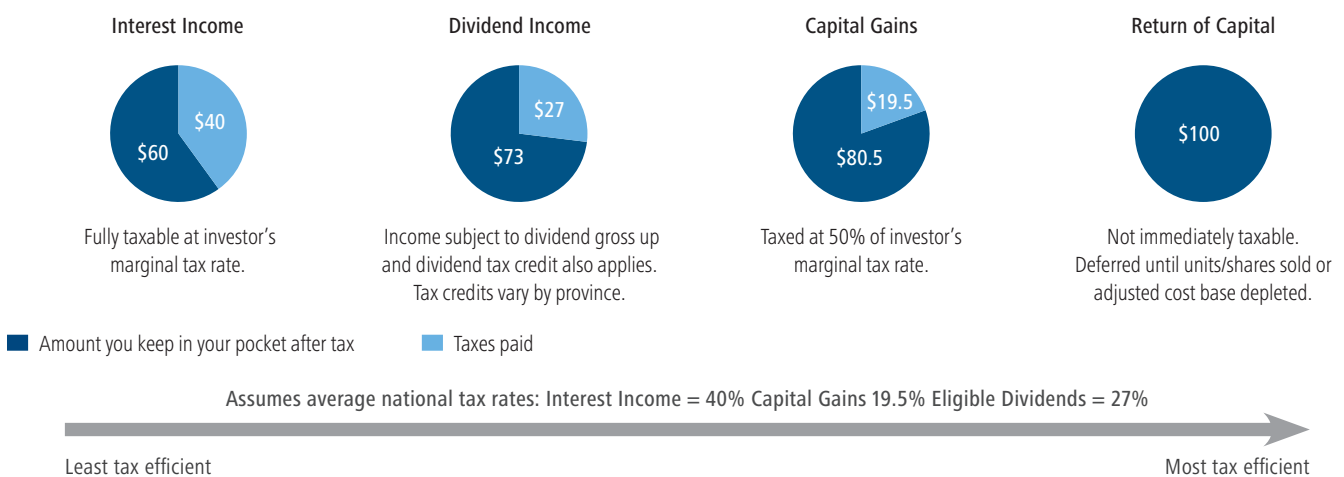 Interest Income
$40
$60
Fully taxable at investor’s
marginal tax rate.
Dividend Income
$27
$73
Income subject to dividend gross up
and dividend tax credit also applies.
Tax credits vary by province.
Capital Gains
$19.5
$80.5
Taxed at 50% of investor’s
marginal tax rate.
Return of Capital
$100
Not immediately taxable.
Deferred until units/shares sold or
adjusted cost base depleted.
Amount you keep in your pocket after tax
Taxes paid
Assumes average national tax rates: Interest Income = 40% Capital Gains 19.5% Eligible Dividends = 27%
Least tax efficient
Most tax efficient